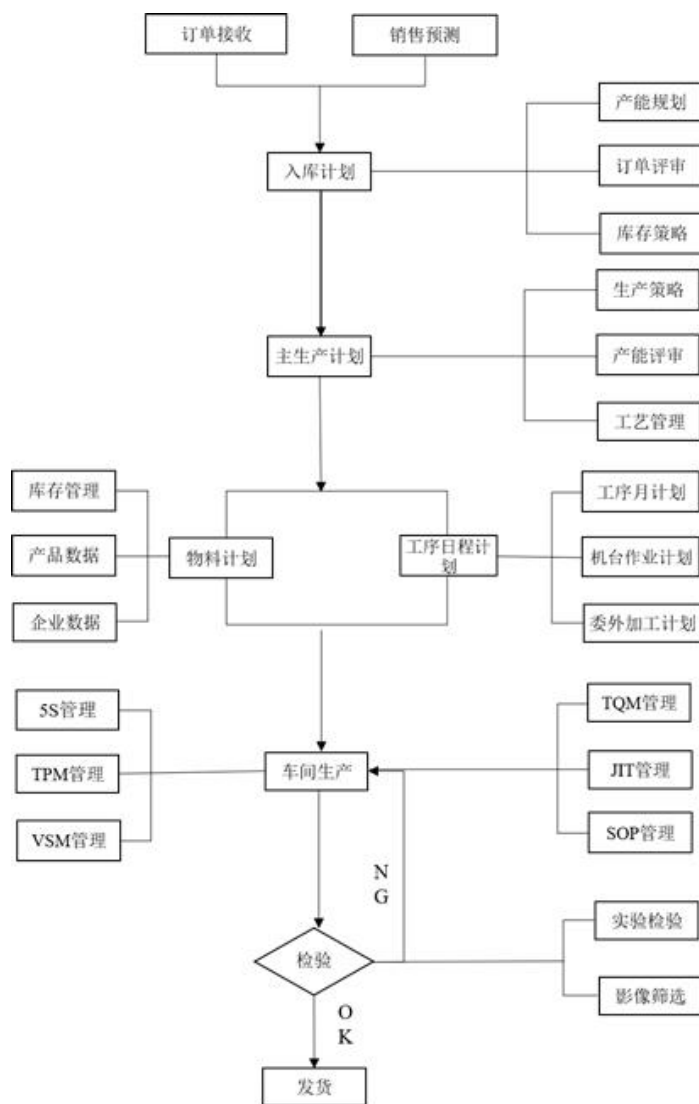 订单接收
销售预测
产能规划
入库计划
订单评审
库存策略
生产策略
主生产计划
产能评审
工艺管理
库存管理
工序月计划
产品数据
物料计划
工序日程计
划
机台作业计划
企业数据
委外加工计划
5S管理
TQM管理
TPM管理
车间生产
JIT管理
VSM管理
SOP管理
N
G
实验检验
检验
影像筛选
O
K
发货